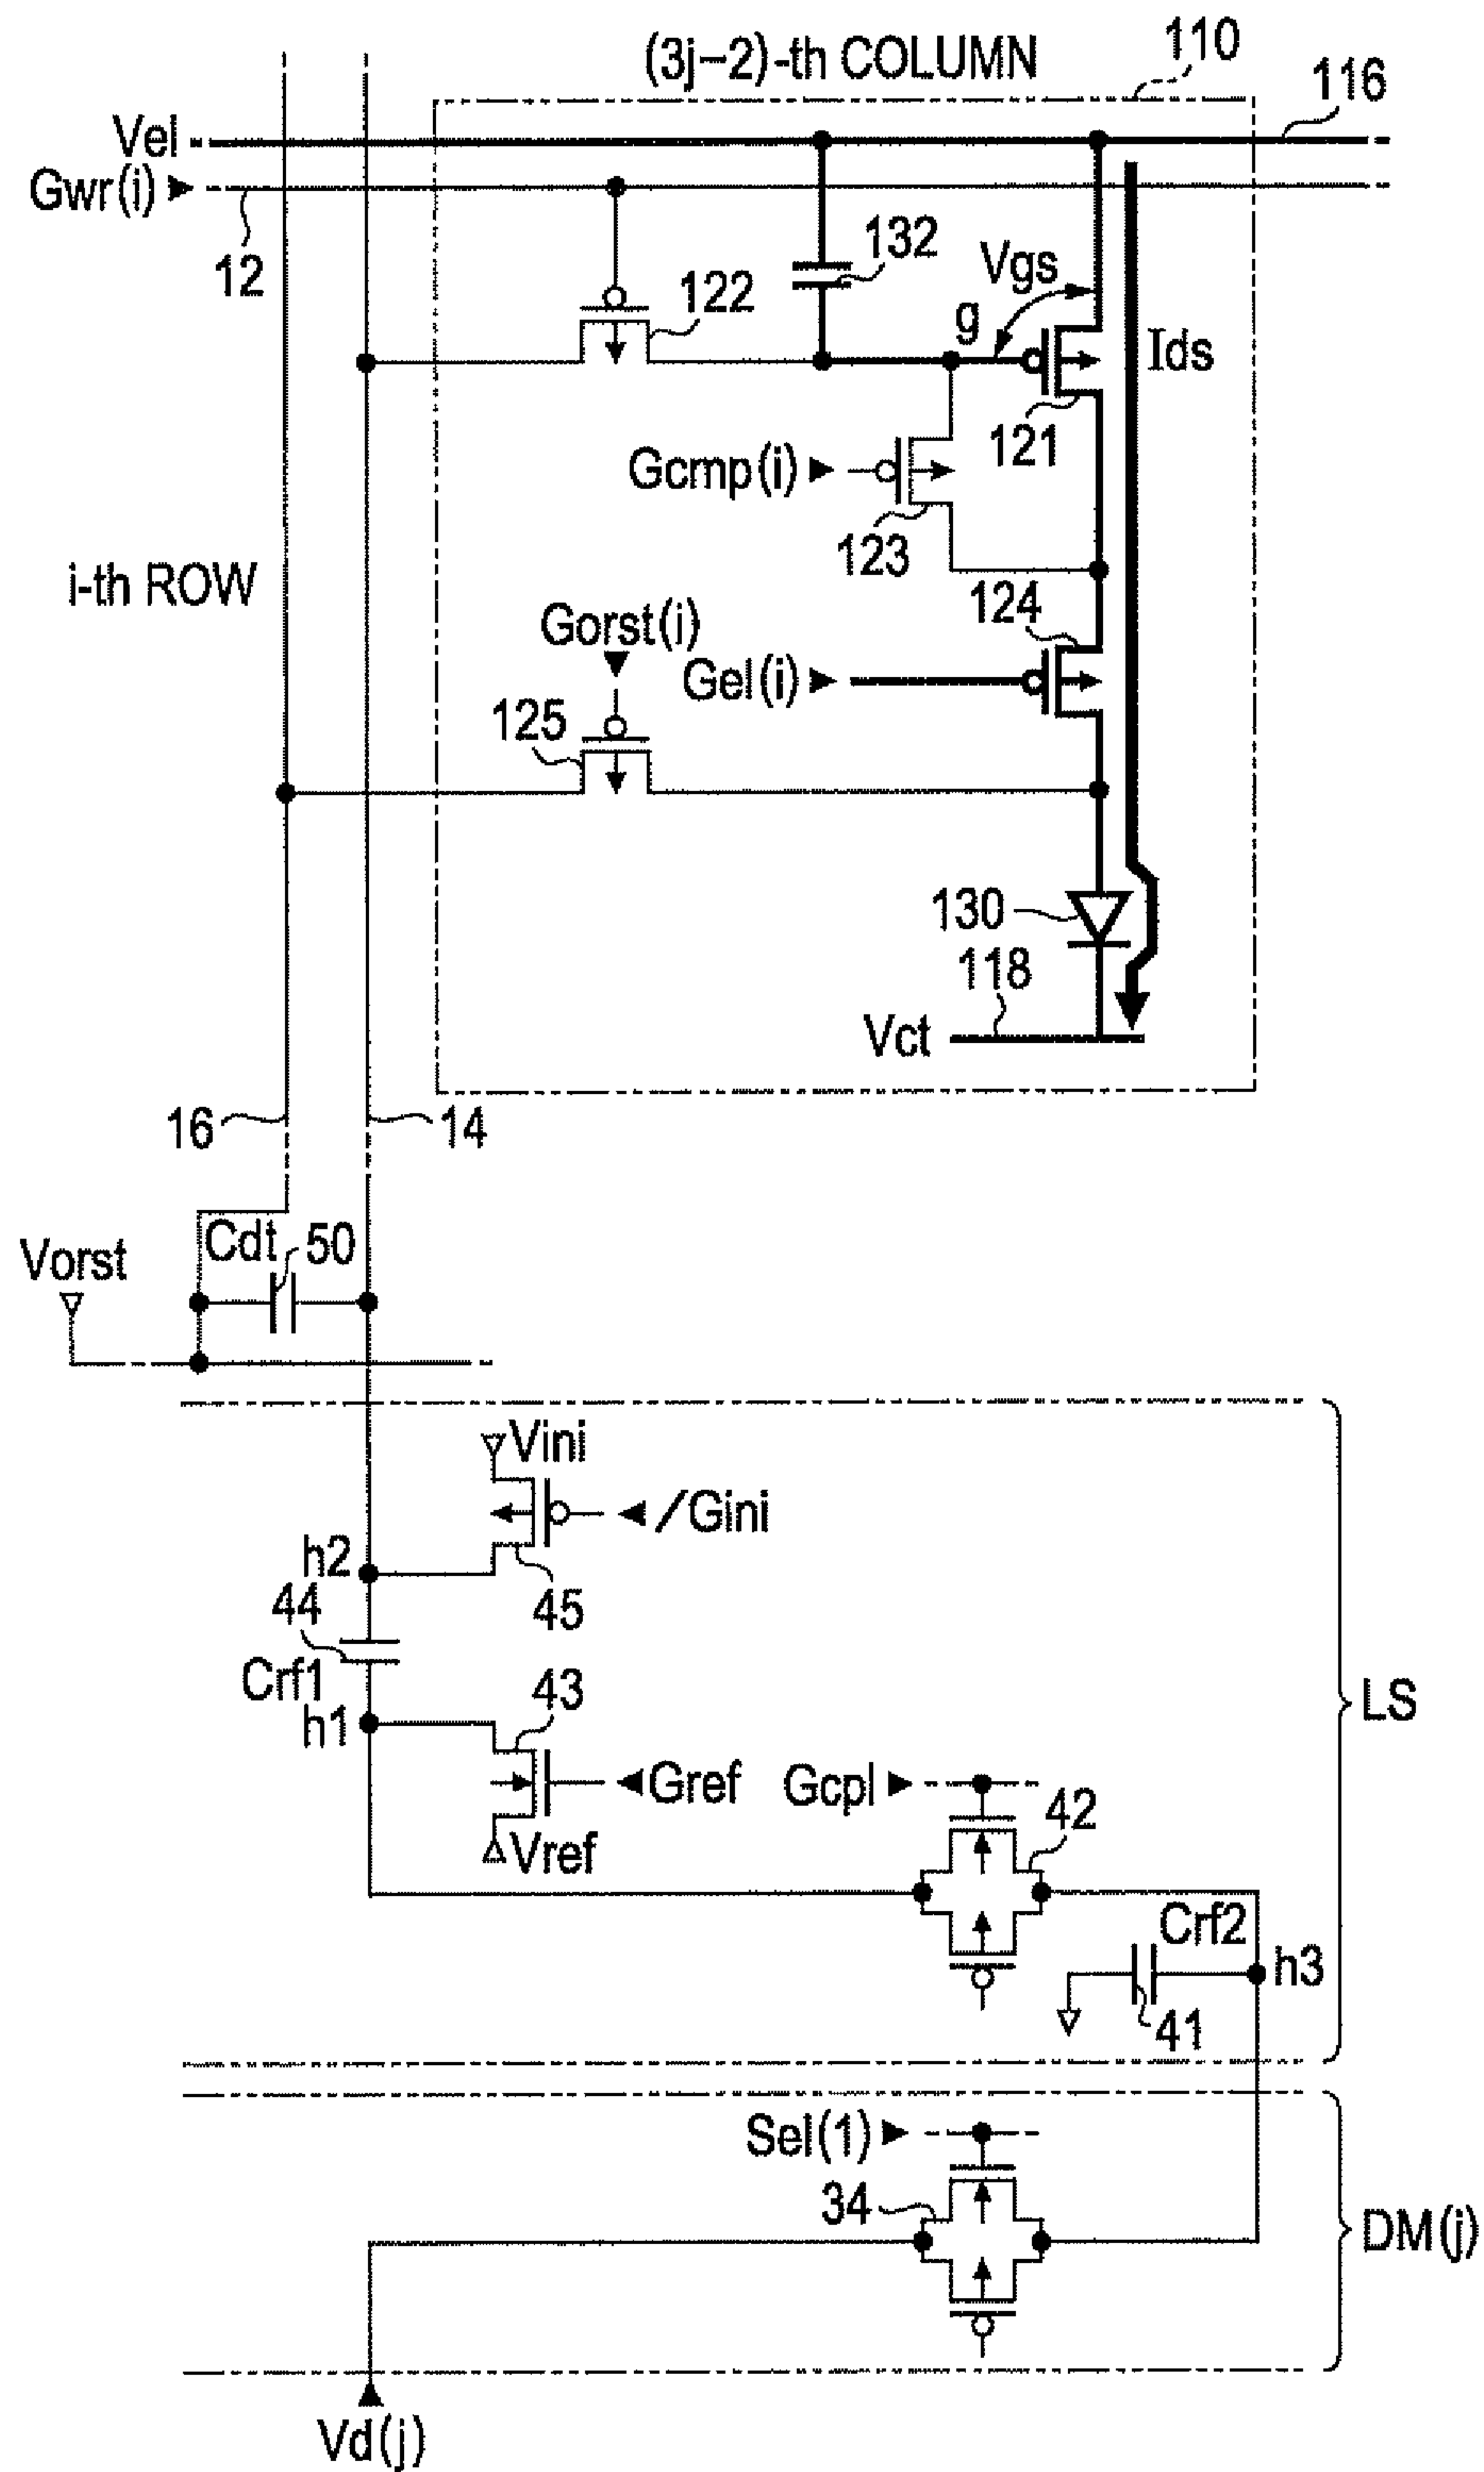 (3j-2)-th COLUMN
110
116
Vel
Gwr(i)
12
132
Vgs
122
g
Ids
121
Gcmp(i)
123
i-th ROW
124
Gorst(i)
Gel(i)
125
130
118
Vct
16
14
Cdt
50
Vorst
Vini
/Gini
h2
44
45
Crf1
43
h1
LS
Gref
Gcpl
42
Vref
Crf2
h3
41
Sel(1)
34
DM(j)
Vd(j)